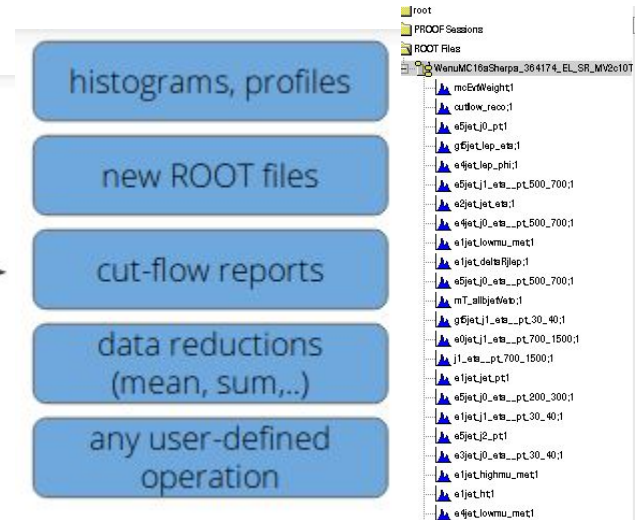 histograms, profiles
new ROOT files
cut-flow reports
data reductions
(mean, sum,..)
any user-defined
operation
root
PROOF Sessions
ROOT Files
WenuMC16aSherpa_364174_EL_SR_MV2c10T
mcEvtWeight;1
cutflow_reco;1
e5jet_j0_pt;1
gt5jet_lep_eta;1
e4jet_lep_phi;1
e5jet_j1_eta__pt_500_700;1
e2jet_jet_eta;1
e4jet_j0_eta__pt_500_700;1
e1jet_lowmu_met;1
e1jet_deltaRjlep;1
e5jet_j0_eta__pt_500_700;1
mT_allbjetVeto;1
gt5jet_j1_eta__pt_30_40;1
e0jet_j1_eta__pt_700_1500;1
j1_eta__pt_700_1500;1
e1jet_jet_pt;1
e5jet_j0_eta__pt_200_300;1
e1jet_j1_eta__pt_30_40;1
e5jet_j2_pt;1
e3jet_j0_eta__pt_30_40;1
e1jet_highmu_met;1
e1jet_ht;1
e4jet_lowmu_met;1